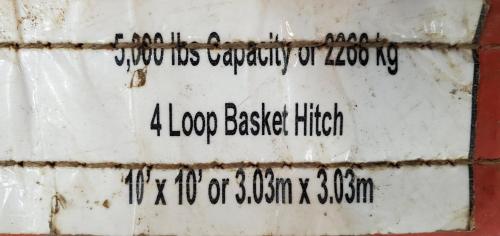 5,000 lbs Capacity or 2268 kg
4 Loop Basket Hitch
10' x 10' or 3.03m x 3.03m